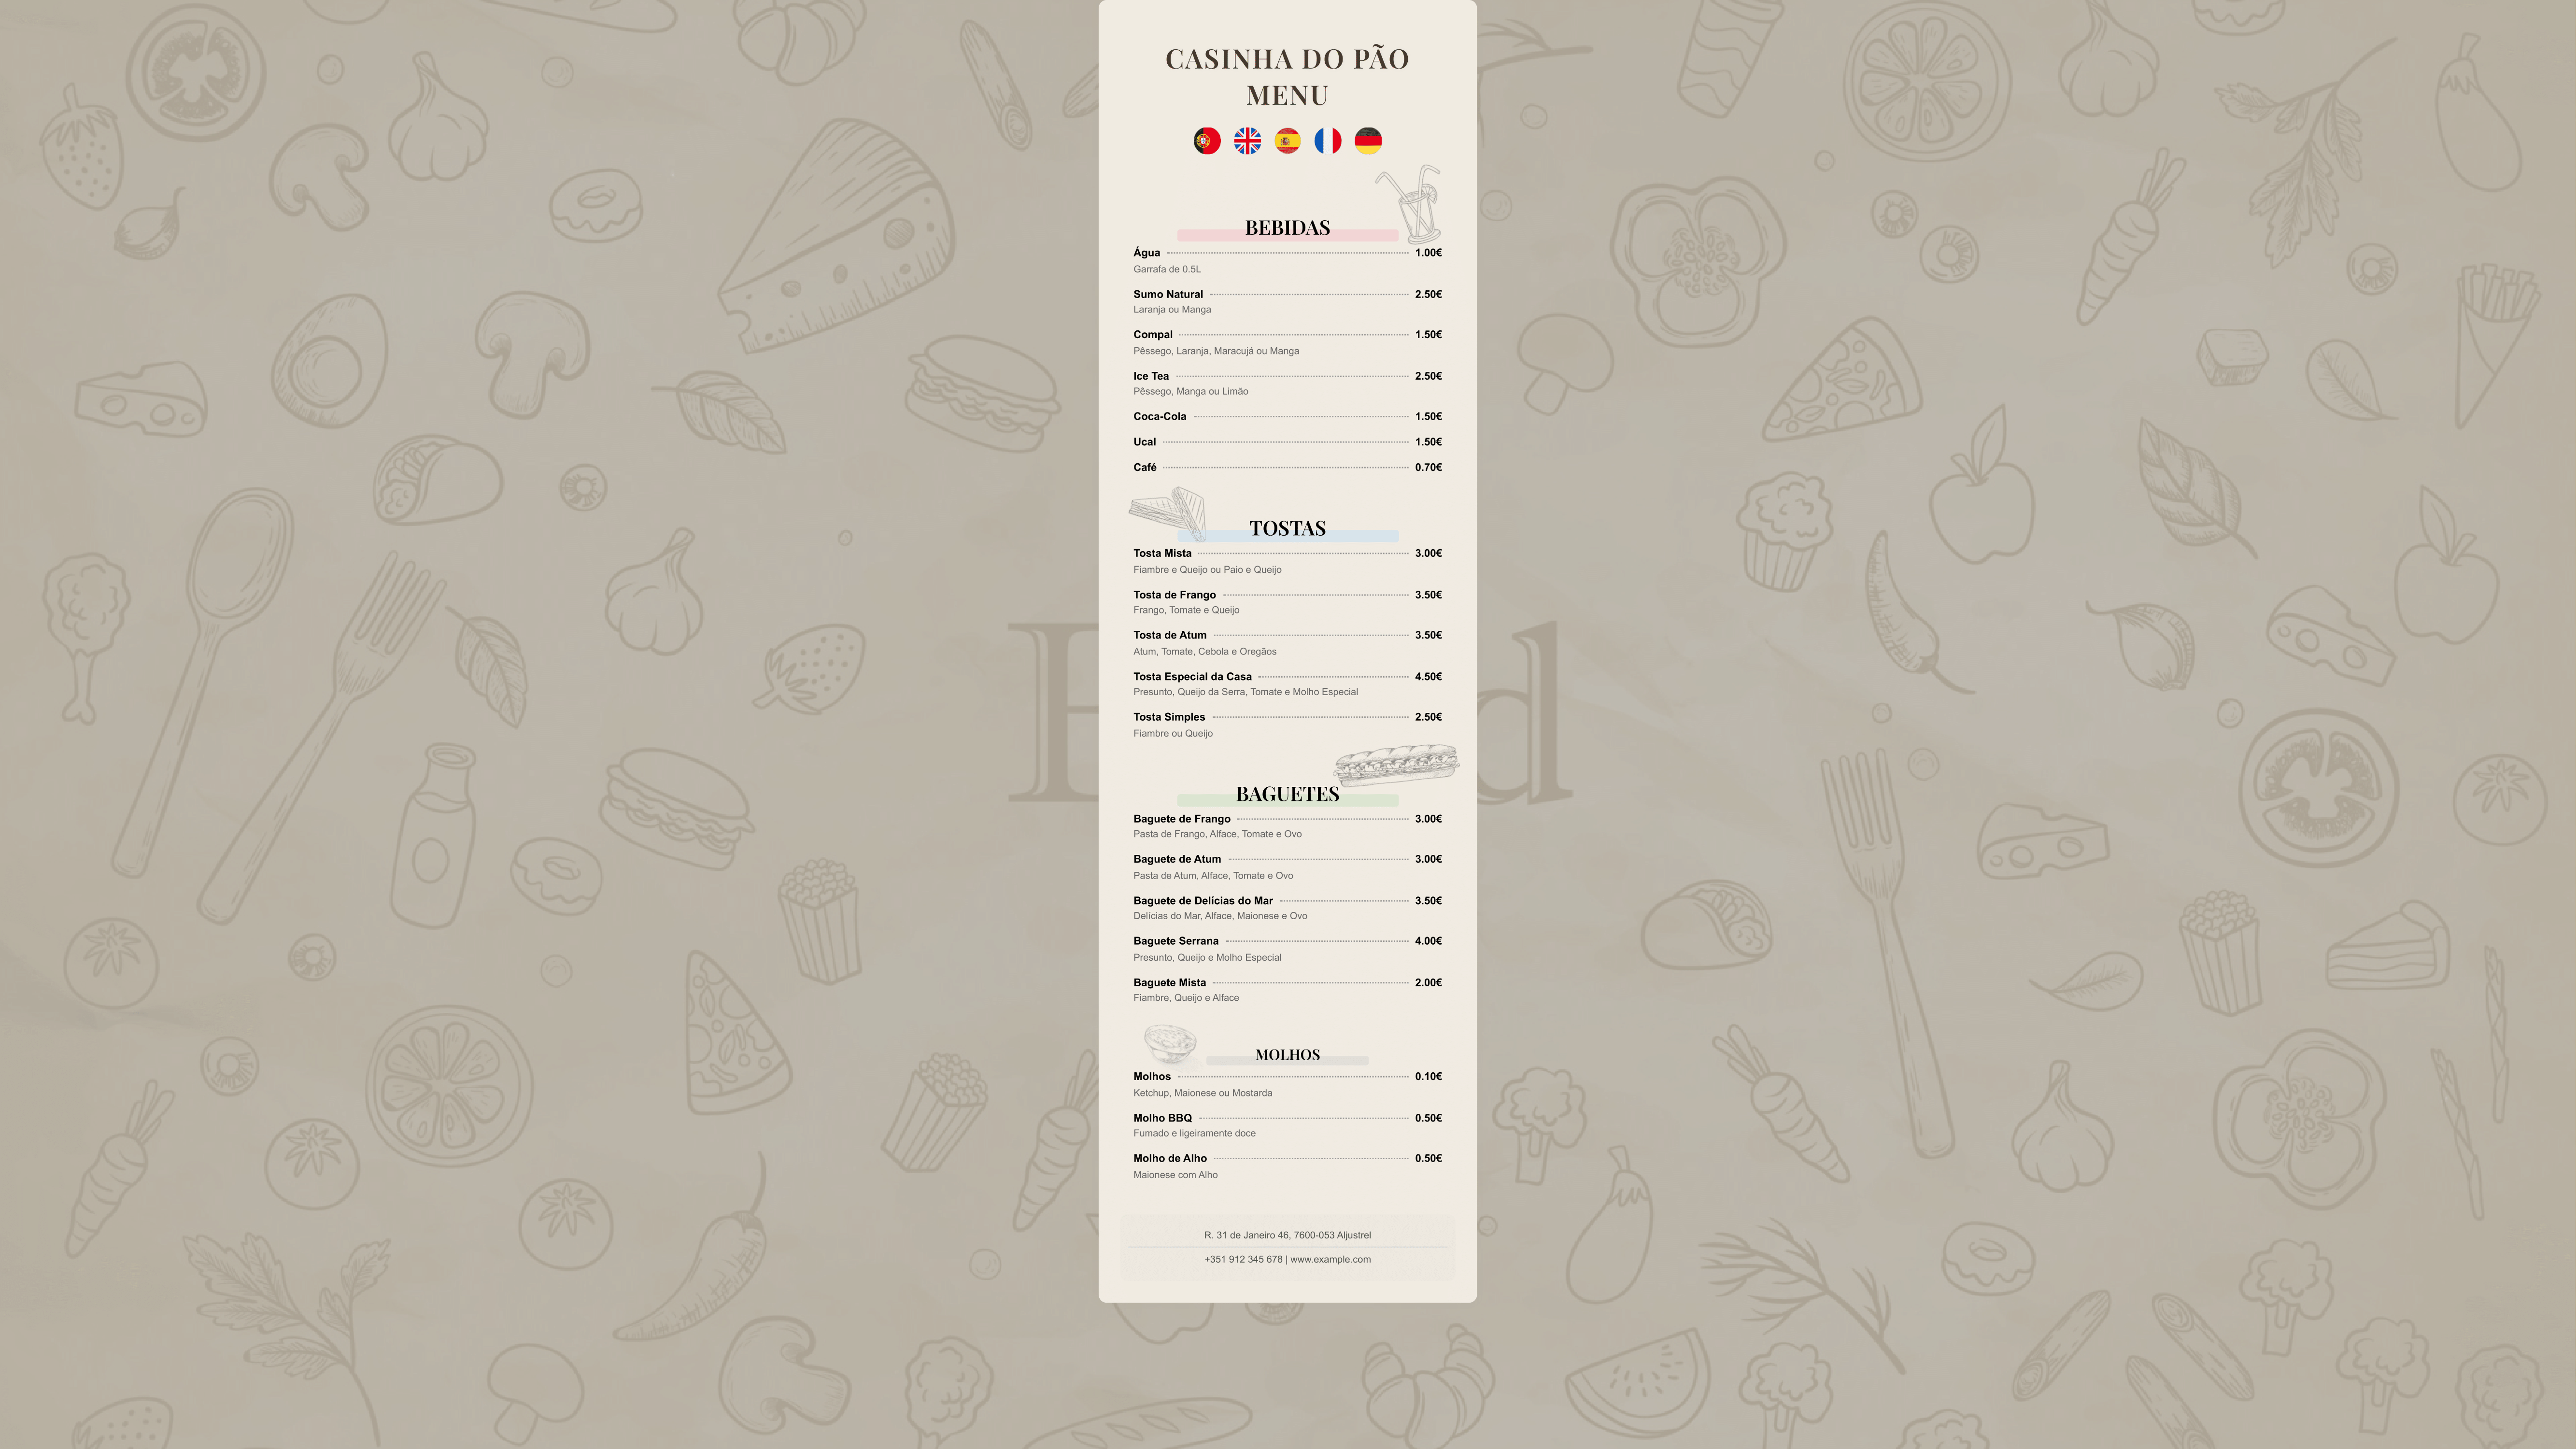 CASINHA DO PÃO
MENU
BEBIDAS
Água 1.00€
Garrafa de 0.5L
Sumo Natural 2.50€
Laranja ou Manga
Compal 1.50€
Pêssego, Laranja, Maracujá ou Manga
Ice Tea 2.50€
Pêssego, Manga ou Limão
Coca-Cola 1.50€
Ucal 1.50€
Café 0.70€
TOSTAS
Tosta Mista 3.00€
Fiambre e Queijo ou Paio e Queijo
Tosta de Frango 3.50€
Frango, Tomate e Queijo
Tosta de Atum 3.50€
Atum, Tomate, Cebola e Oregãos
Tosta Especial da Casa 4.50€
Presunto, Queijo da Serra, Tomate e Molho Especial
Tosta Simples 2.50€
Fiambre ou Queijo
BAGUETES
Baguete de Frango 3.00€
Pasta de Frango, Alface, Tomate e Ovo
Baguete de Atum 3.00€
Pasta de Atum, Alface, Tomate e Ovo
Baguete de Delícias do Mar 3.50€
Delícias do Mar, Alface, Maionese e Ovo
Baguete Serrana 4.00€
Presunto, Queijo e Molho Especial
Baguete Mista 2.00€
Fiambre, Queijo e Alface
MOLHOS
Molhos 0.10€
Ketchup, Maionese ou Mostarda
Molho BBQ 0.50€
Fumado e ligeiramente doce
Molho de Alho 0.50€
Maionese com Alho
R. 31 de Janeiro 46, 7600-053 Aljustrel
+351 912 345 678 | www.example.com